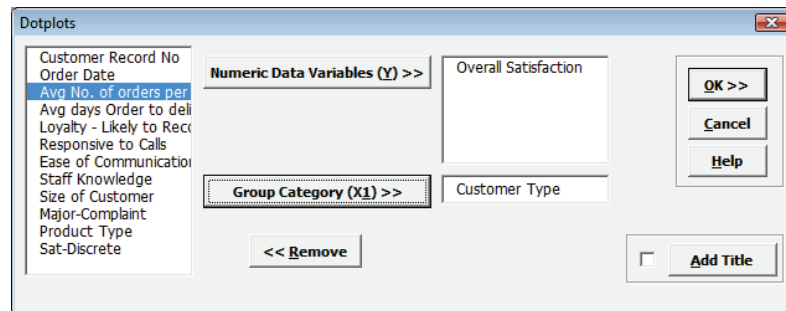 Dotplots
Customer Record No
Order Date
Avg No. of orders per
Avg days Order to deli
Loyalty - Likely to Reco
Responsive to Calls
Ease of Communication
Staff Knowledge
Size of Customer
Major-Complaint
Product Type
Sat-Discrete
Numeric Data Variables (Y) >>
Overall Satisfaction
Group Category (X1) >>
Customer Type
<< Remove
OK >>
Cancel
Help
Add Title